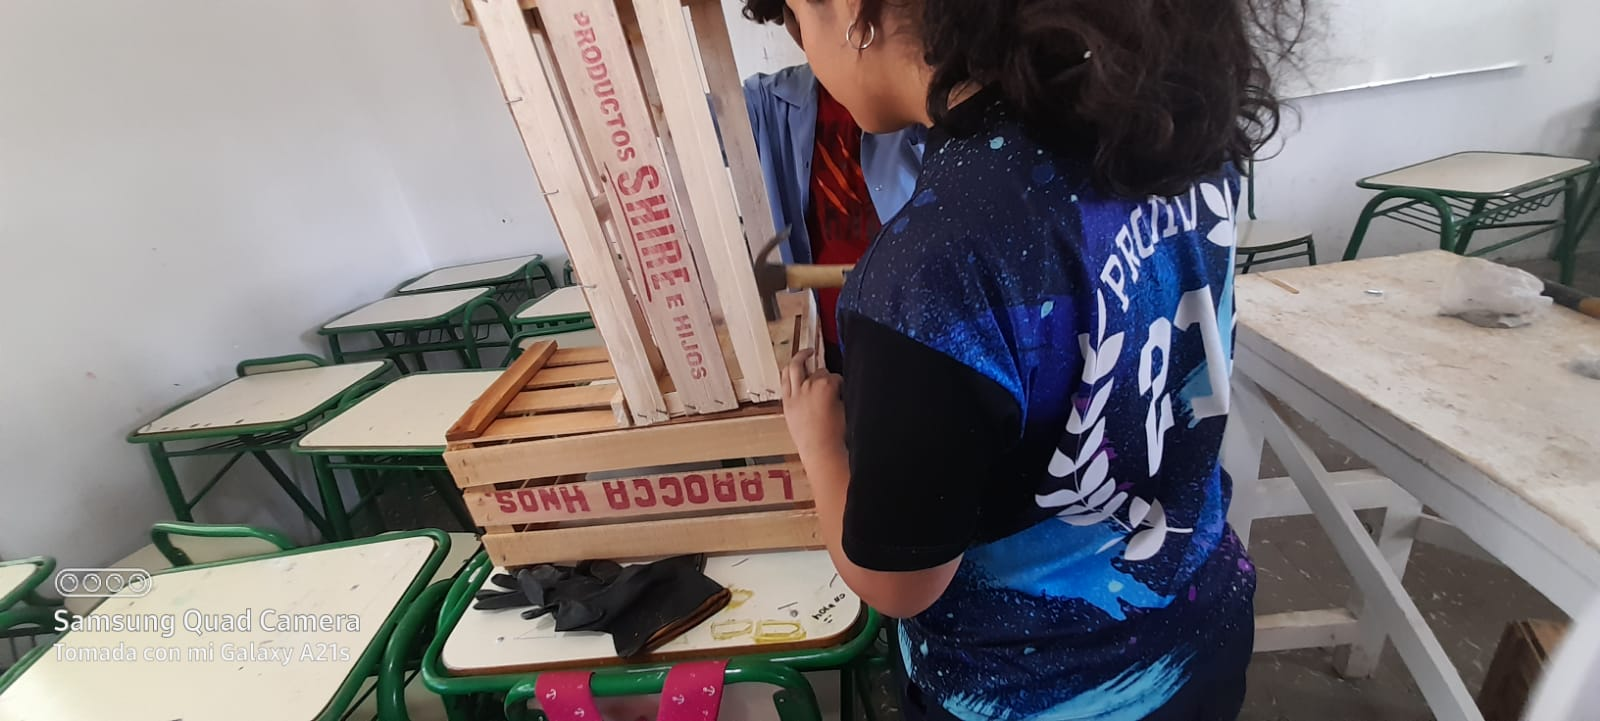 PRODUCTOS SHIRE E HIJOS
LAROCCA HNOS.
PROMO
21
Samsung Quad Camera
Tomada con mi Galaxy A21s